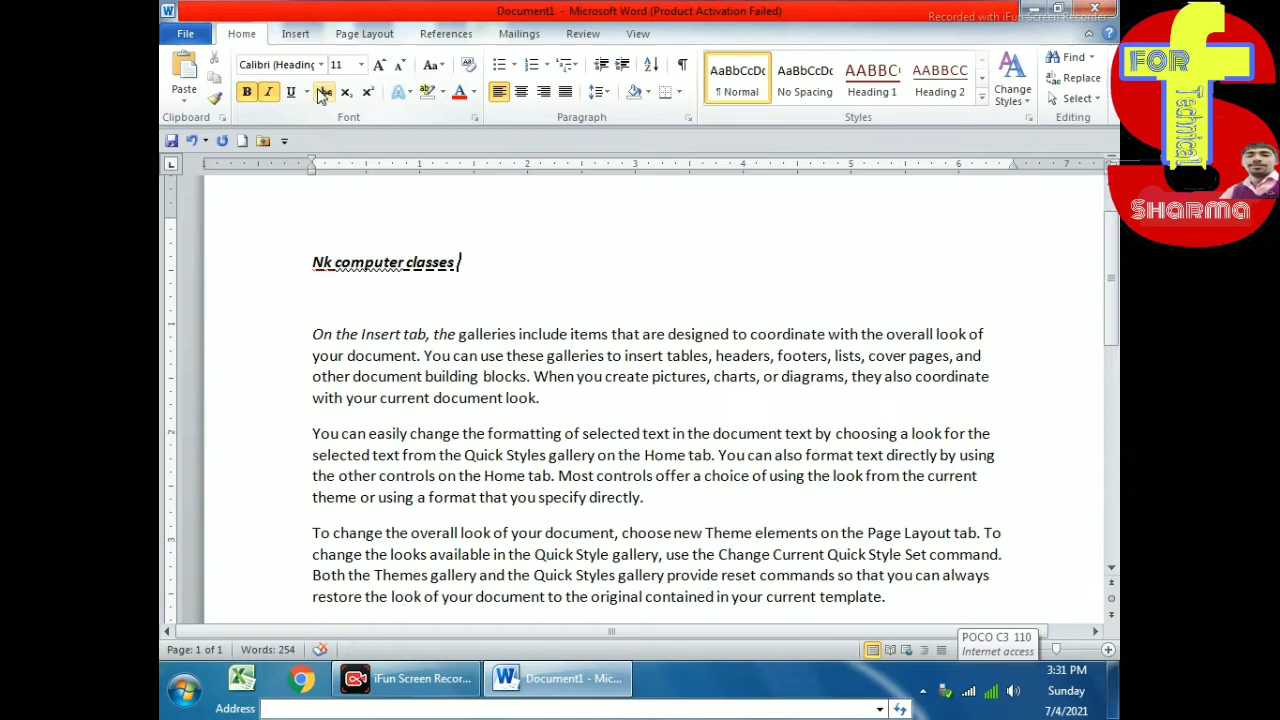 Document1 - Microsoft Word (Product Activation Failed)
Recorded with iFun Screen Recorder
File Home Insert Page Layout References Mailings Review View
Calibri (Heading 11
Paste
B I U abc
AaBbCcDc AaBbCcDc AABBC AABBCC
¶ Normal No Spacing Heading 1 Heading 2
Change Styles
Find
Replace
Select
Clipboard Font Paragraph Styles Editing
FOR
Technical
Sharma
1 2 3 4 5 6 7
Nk computer classes
On the Insert tab, the galleries include items that are designed to coordinate with the overall look of
your document. You can use these galleries to insert tables, headers, footers, lists, cover pages, and
other document building blocks. When you create pictures, charts, or diagrams, they also coordinate
with your current document look.
You can easily change the formatting of selected text in the document text by choosing a look for the
selected text from the Quick Styles gallery on the Home tab. You can also format text directly by using
the other controls on the Home tab. Most controls offer a choice of using the look from the current
theme or using a format that you specify directly.
To change the overall look of your document, choose new Theme elements on the Page Layout tab. To
change the looks available in the Quick Style gallery, use the Change Current Quick Style Set command.
Both the Themes gallery and the Quick Styles gallery provide reset commands so that you can always
restore the look of your document to the original contained in your current template.
Page: 1 of 1 Words: 254
POCO C3 110
Internet access
iFun Screen Recor... Document1 - Mic...
3:31 PM
Sunday
7/4/2021
Address